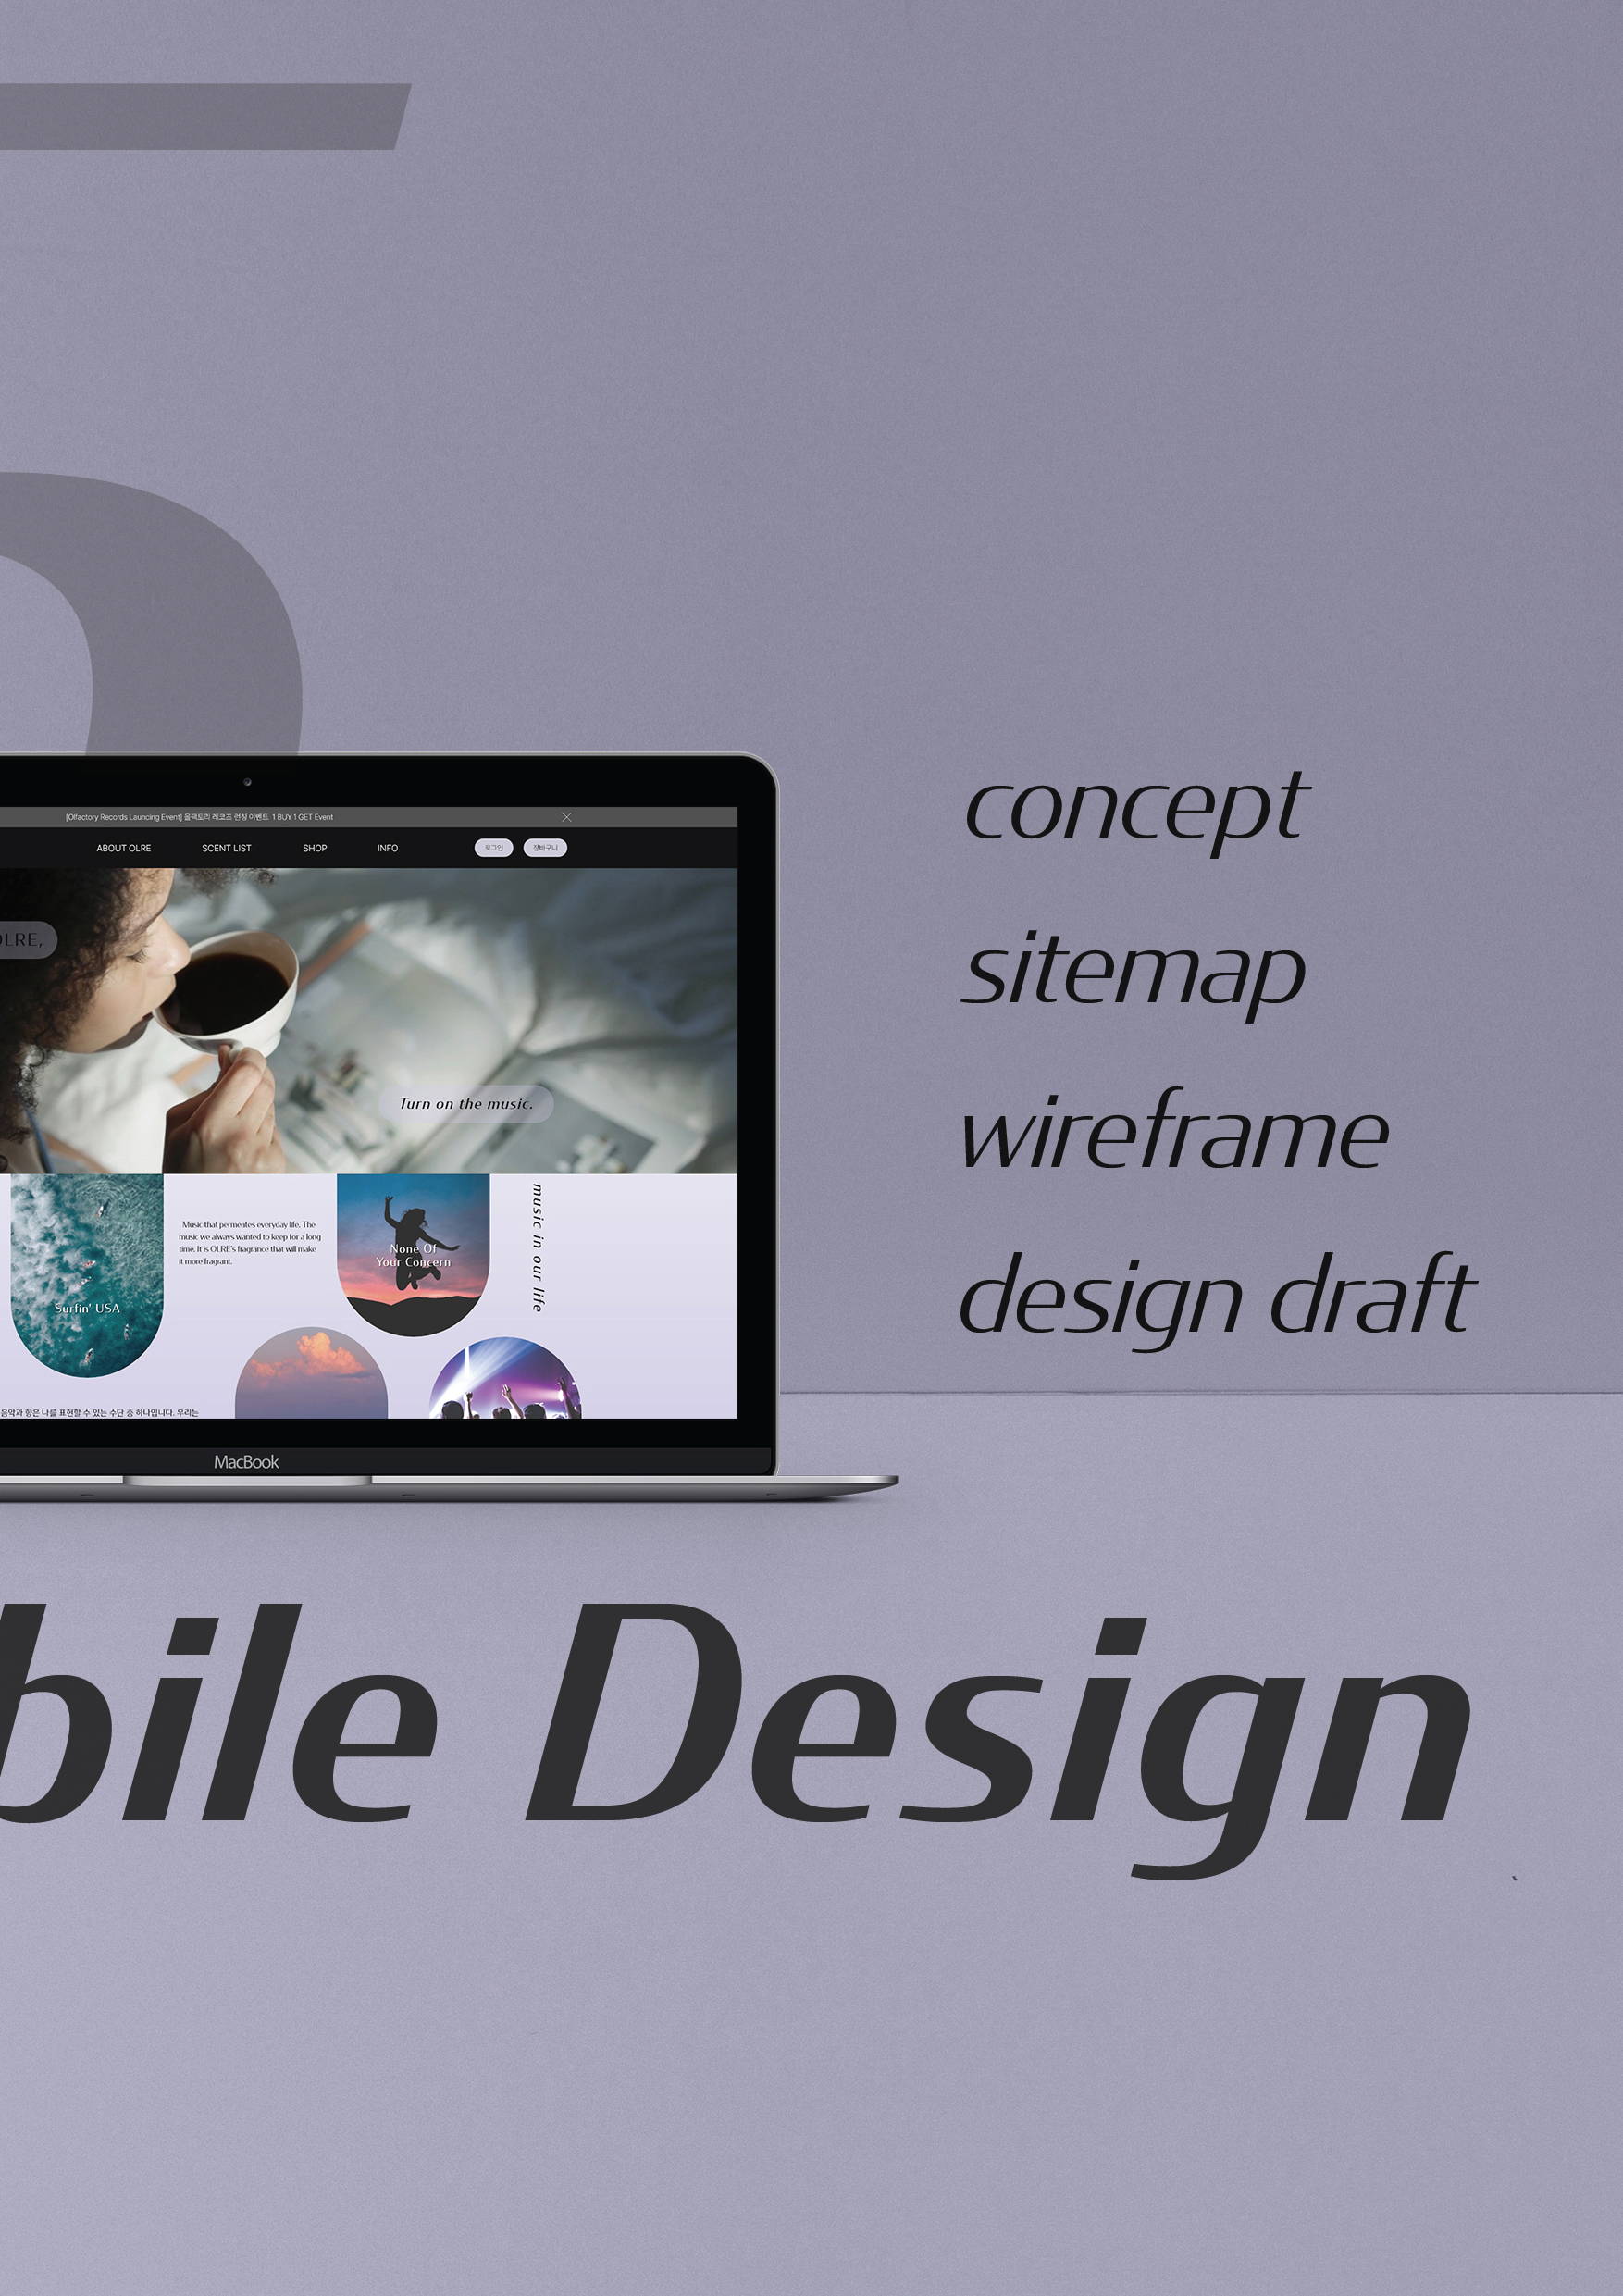 [Olfactory Records Launcing Event] 올팩토리 레코즈 런칭 이벤트 1 BUY 1 GET Event
ABOUT OLRE SCENT LIST SHOP INFO 로그인 장바구니
OLRE,
Turn on the music.
Music that permeates everyday life. The
music we always wanted to keep for a long
time. It is OLRE's fragrance that will make
it more fragrant.
None Of
Your Concern
music in our life
Surfin' USA
음악과 향은 나를 표현할 수 있는 수단 중 하나입니다. 우리는
MacBook
concept
sitemap
wireframe
design draft
bile Design